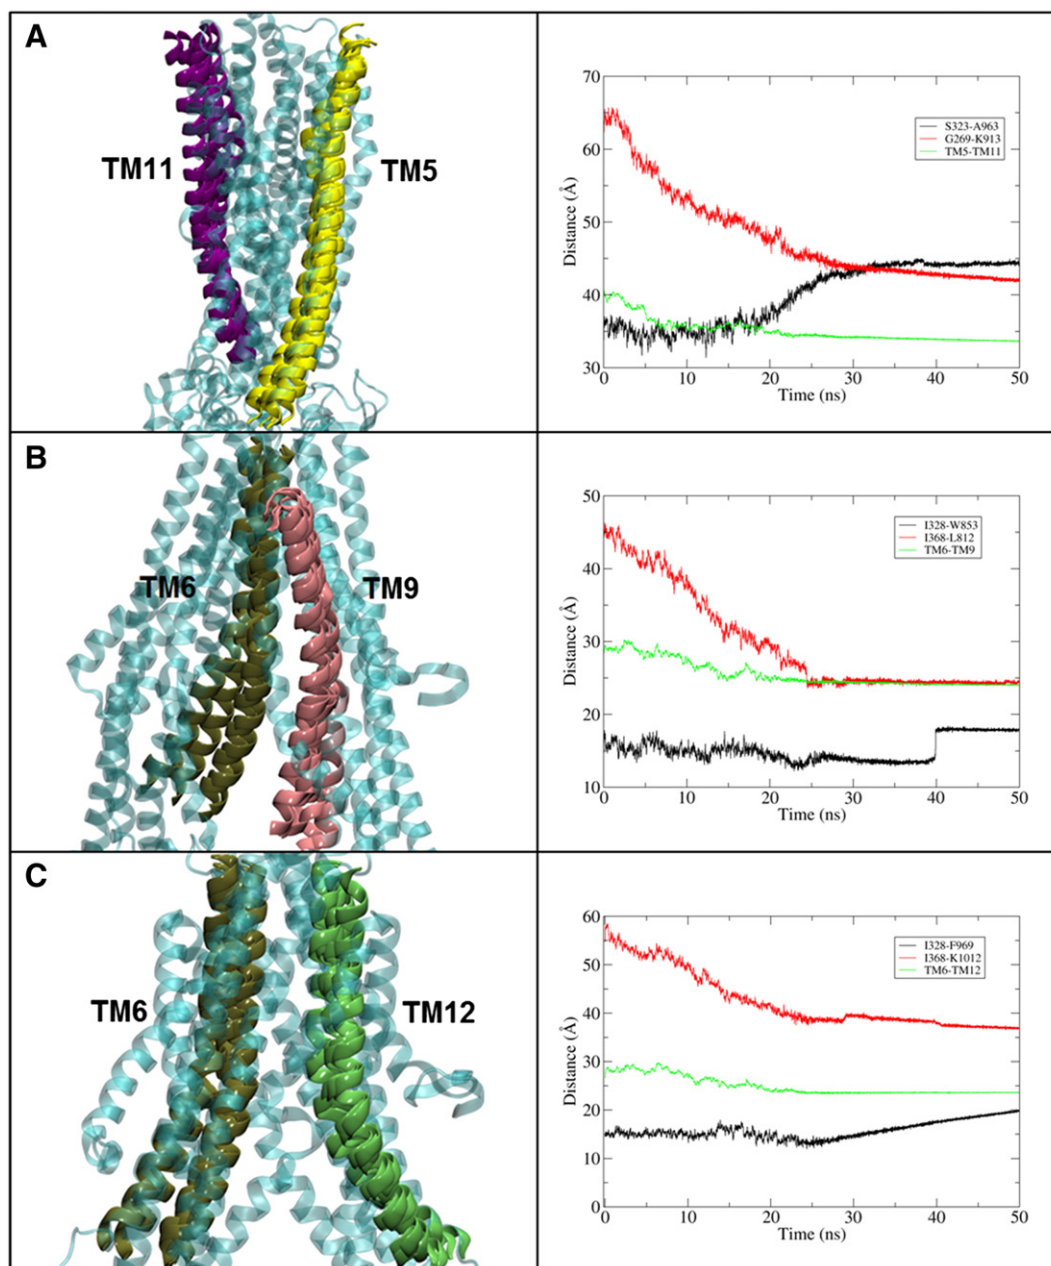 A
TM11
TM5
70
60
50
40
30
Distance (Å)
S323-A963
G269-K913
TM5-TM11
0
10
20
30
40
50
Time (ns)
B
TM6
TM9
50
40
30
20
10
Distance (Å)
I328-W853
I368-L812
TM6-TM9
0
10
20
30
40
50
Time (ns)
C
TM6
TM12
60
50
40
30
20
10
0
Distance (Å)
I328-F969
I368-K1012
TM6-TM12
0
10
20
30
40
50
Time (ns)